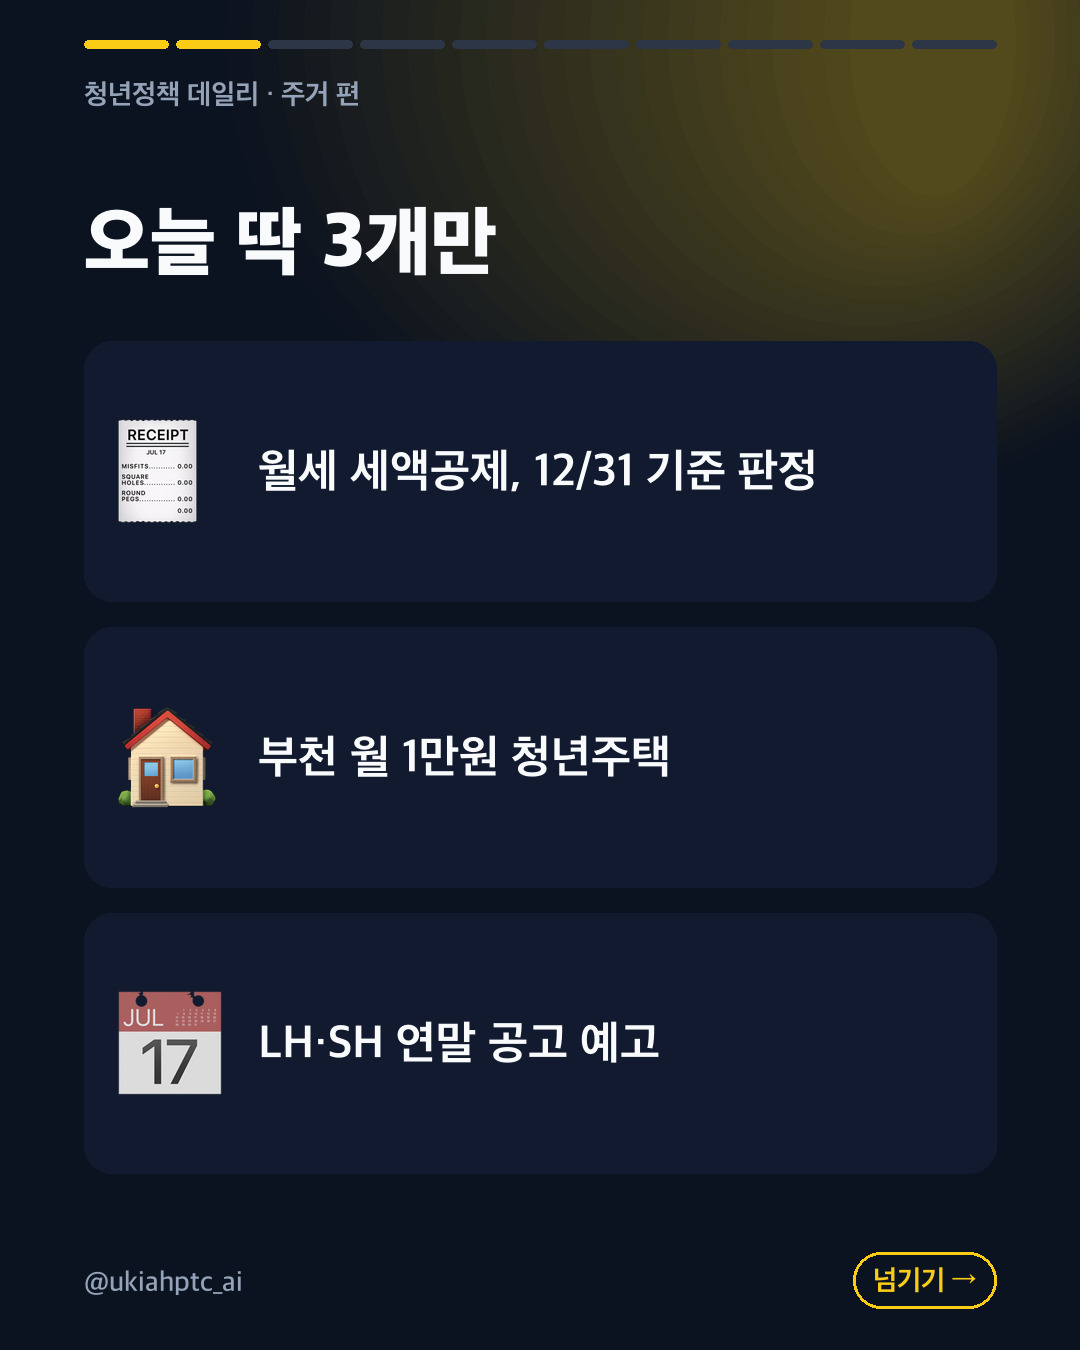 청년정책 데일리 · 주거 편
오늘 딱 3개만
RECEIPT
JUL 17
MISFITS........... 0.00
SQUARE
HOLES.............. 0.00
ROUND
PEGS............... 0.00
0.00
월세 세액공제, 12/31 기준 판정
부천 월 1만원 청년주택
JUL
17
LH·SH 연말 공고 예고
@ukiahptc_ai
넘기기 →